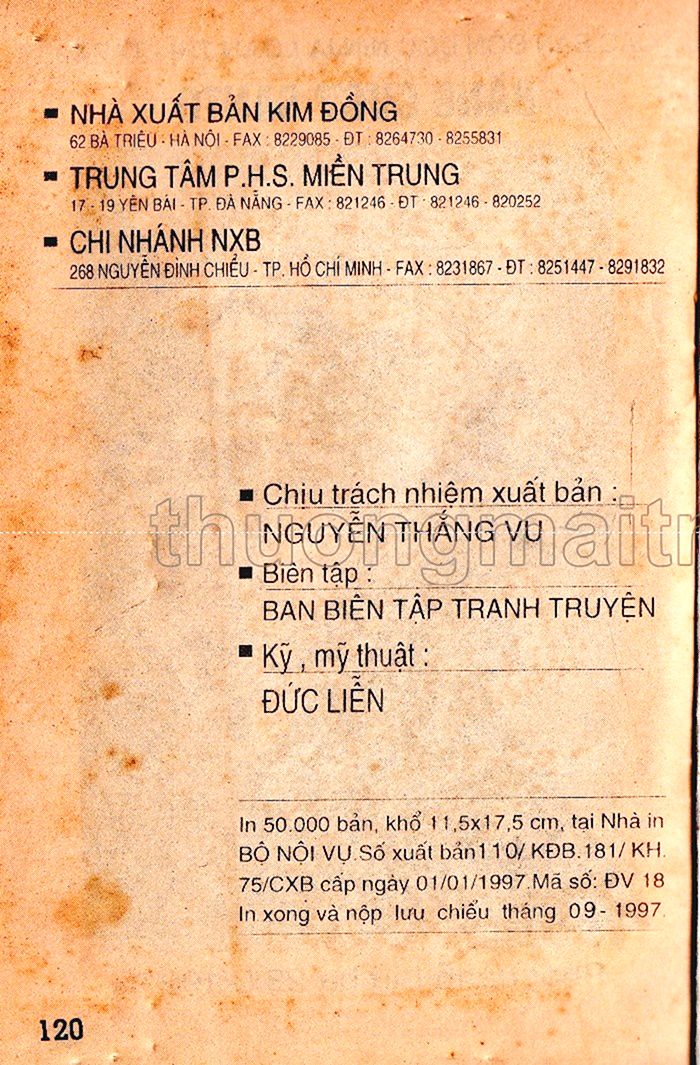 ▪ NHÀ XUẤT BẢN KIM ĐỒNG
62 BÀ TRIỆU - HÀ NỘI - FAX : 8229085 - ĐT : 8264730 - 8255831
▪ TRUNG TÂM P.H.S. MIỀN TRUNG
17 - 19 YÊN BÁI - TP. ĐÀ NẴNG - FAX : 821246 - ĐT : 821246 - 820252
▪ CHI NHÁNH NXB
268 NGUYỄN ĐÌNH CHIỂU - TP. HỒ CHÍ MINH - FAX : 8231867 - ĐT : 8251447 - 8291832
▪ Chịu trách nhiệm xuất bản :
thuongmaitr
NGUYỄN THẮNG VU
▪ Biên tập :
BAN BIÊN TẬP TRANH TRUYỆN
▪ Kỹ , mỹ thuật :
ĐỨC LIỄN
In 50.000 bản, khổ 11,5x17,5 cm, tại Nhà in
BỘ NỘI VỤ.Số xuất bản110/ KĐB.181/ KH.
75/CXB cấp ngày 01/01/1997.Mã số: ĐV 18
In xong và nộp lưu chiểu tháng 09- 1997.
120